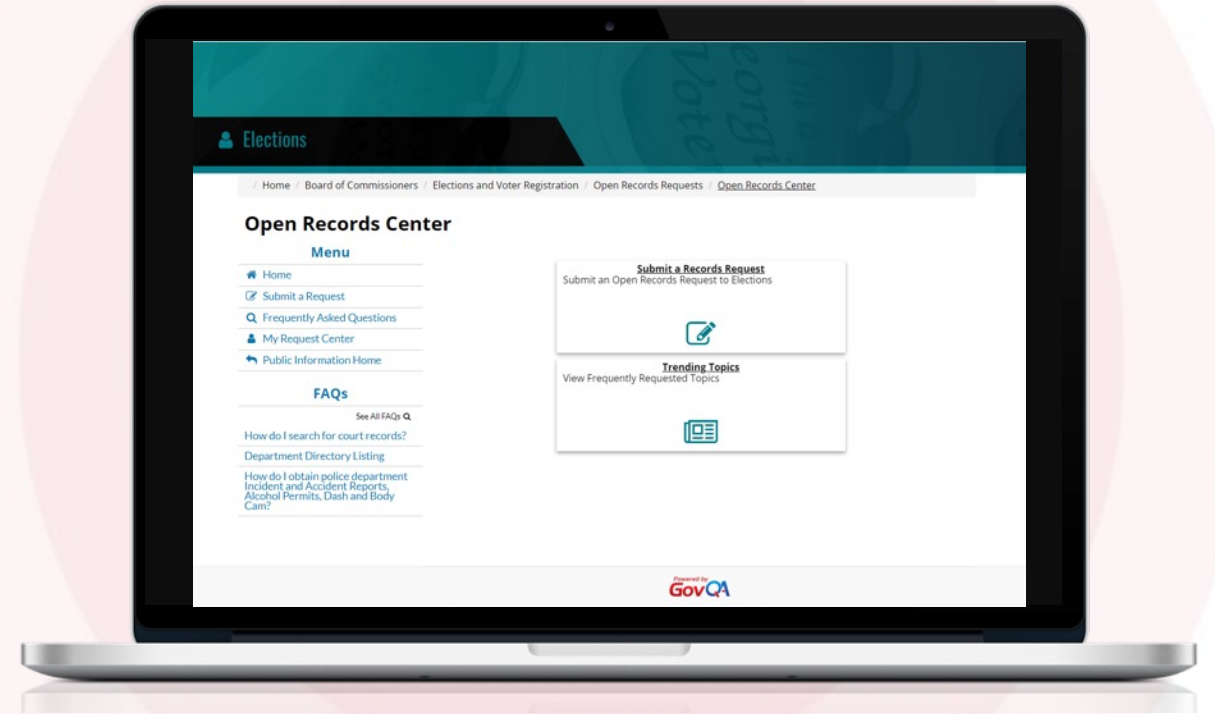 Georgia
Voter
Elections
/ Home / Board of Commissioners / Elections and Voter Registration / Open Records Requests / Open Records Center
Open Records Center
Menu
Home
Submit a Request
Frequently Asked Questions
My Request Center
Public Information Home
FAQs
See All FAQs
How do I search for court records?
Department Directory Listing
How do I obtain police department
Incident and Accident Reports,
Alcohol Permits, Dash and Body
Cam?
Submit a Records Request
Submit an Open Records Request to Elections
Trending Topics
View Frequently Requested Topics
Powered by
GovQA